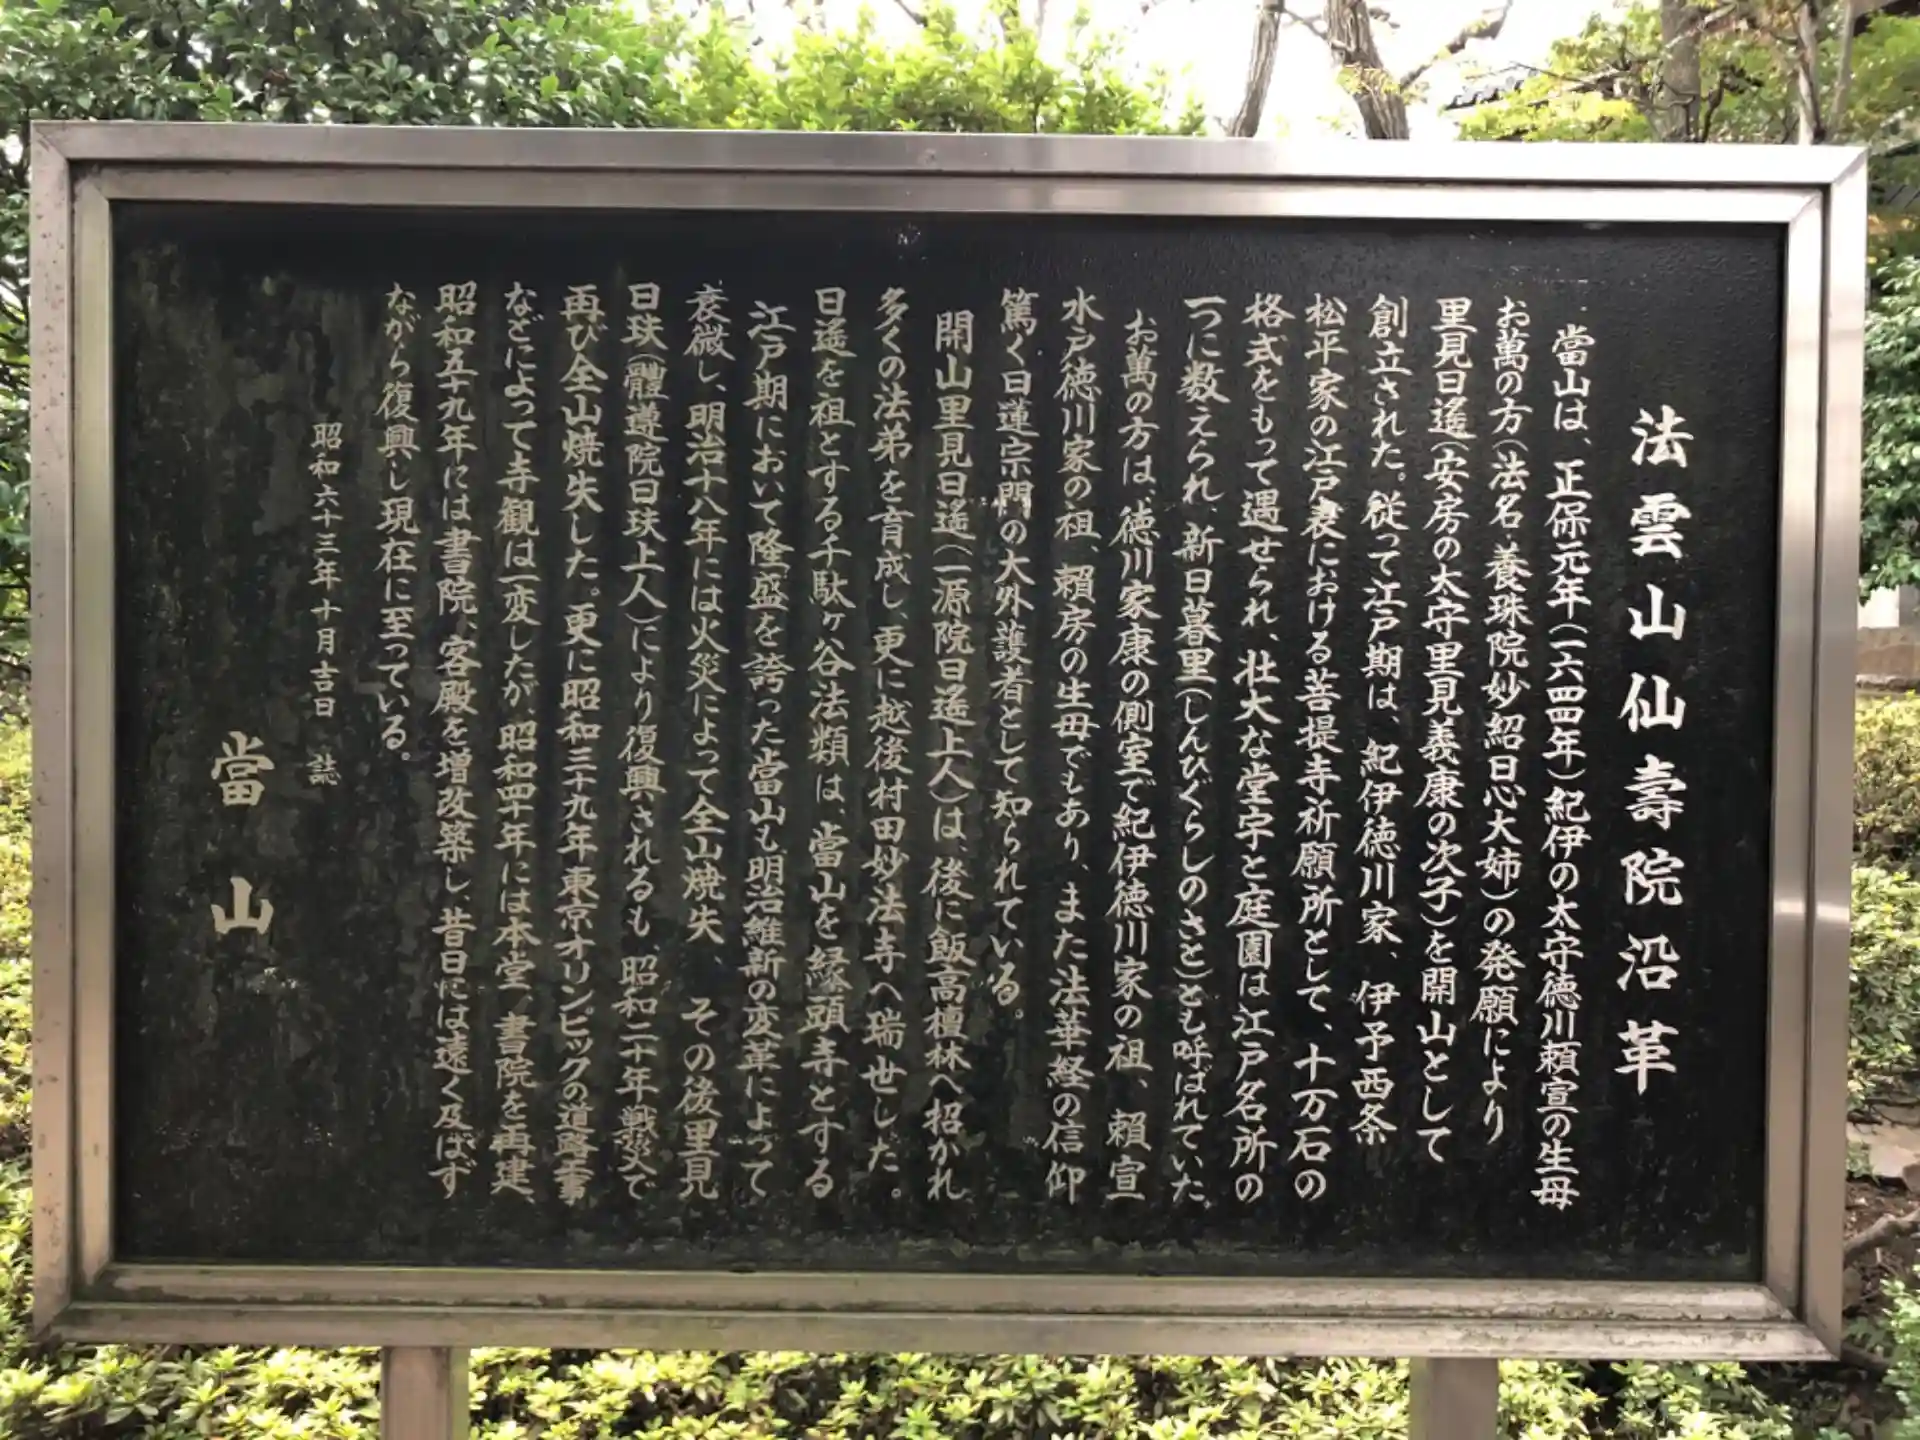 法雲山仙壽院沿革
當山は、正保元年(一六四四年)紀伊の太守徳川頼宣の生母
お萬の方(法名 養珠院妙紹日心大姉)の発願により
里見日遙(安房の太守里見義康の次子)を開山として
創立された。従って江戸期は、紀伊徳川家、伊予西条
松平家の江戸表における菩提寺祈願所として、十万石の
格式をもって遇せられ、壮大な堂宇と庭園は江戸名所の
一つに数えられ、新日暮里(しんひぐらしのさと)とも呼ばれていた。
お萬の方は、徳川家康の側室で紀伊徳川家の祖、頼宣
水戸徳川家の祖、頼房の生母でもあり、また法華経の信仰
篤く日蓮宗門の大外護者として知られている。
開山里見日遙(一源院日遙上人)は、後に飯高檀林へ招かれ
多くの法弟を育成し、更に越後村田妙法寺へ瑞世した。
日遙を祖とする千駄ヶ谷法類は、當山を縁頭寺とする
江戸期において隆盛を誇った當山も明治維新の変革によって
衰微し、明治十八年には火災によって全山焼失、その後里見
日玞(體遵院日玞上人)により復興されるも、昭和二十年戦災で
再び全山焼失した。更に昭和三十九年東京オリンピックの道路工事
などによって寺観は一変したが、昭和四十年には本堂、書院を再建、
昭和五十九年には書院、客殿を増改築し、昔日には遠く及ばず
ながら復興し現在に至っている。
昭和六十三年十月吉日 誌
當山